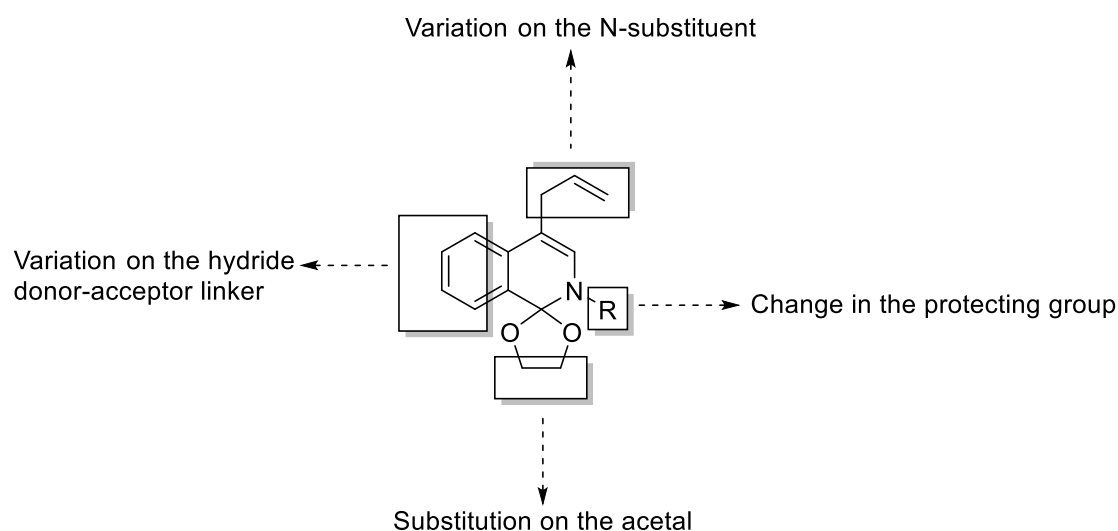 Variation on the N-substituent
Variation on the hydride
donor-acceptor linker
N
R
Change in the protecting group
O
O
Substitution on the acetal